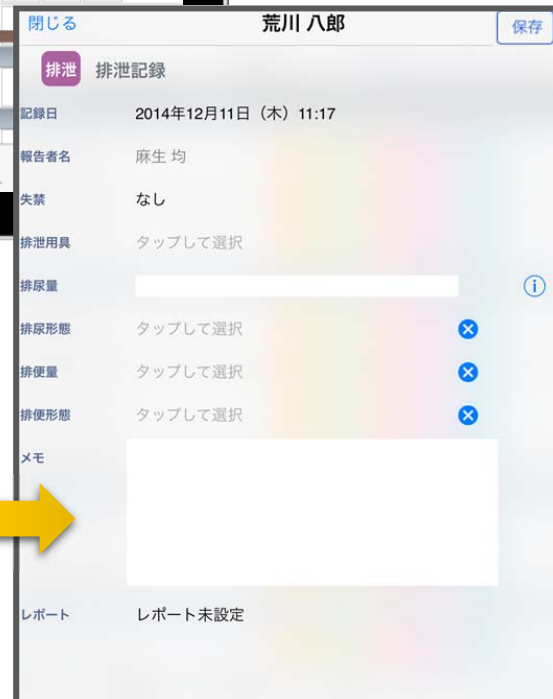 閉じる 荒川 八郎 保存
排泄 排泄記録
記録日 2014年12月11日（木）11:17
報告者名 麻生 均
失禁 なし
排泄用具 タップして選択
排尿量
排尿形態 タップして選択
排便量 タップして選択
排便形態 タップして選択
メモ
レポート レポート未設定